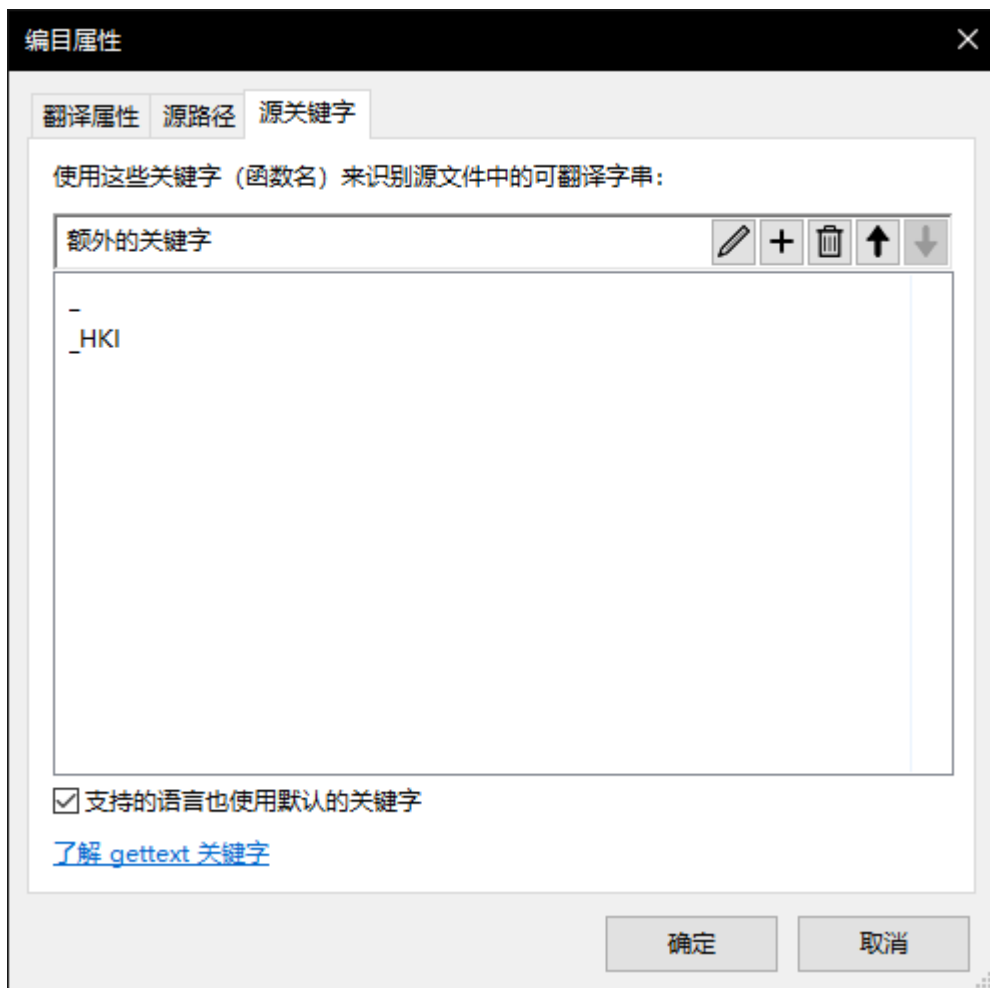 编目属性
翻译属性 源路径 源关键字
使用这些关键字（函数名）来识别源文件中的可翻译字串:
额外的关键字
_
_HKI
支持的语言也使用默认的关键字
了解 gettext 关键字
确定 取消